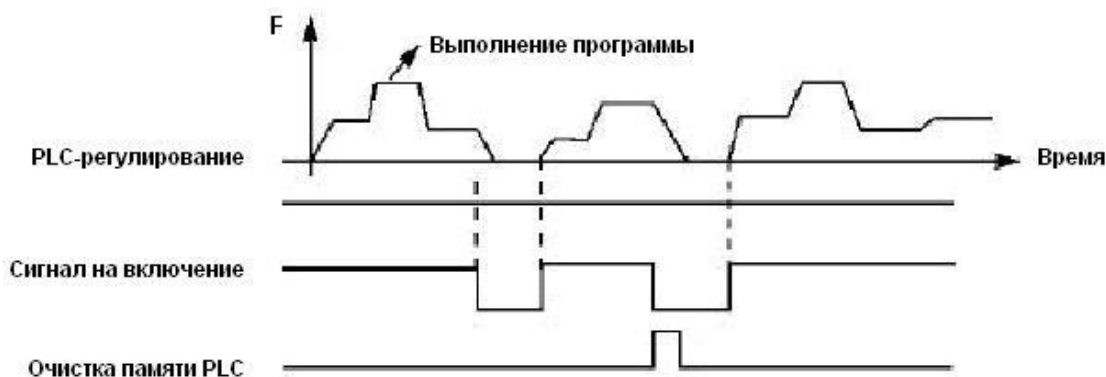 F
Выполнение программы
PLC-регулирование
Время
Сигнал на включение
Очистка памяти PLC